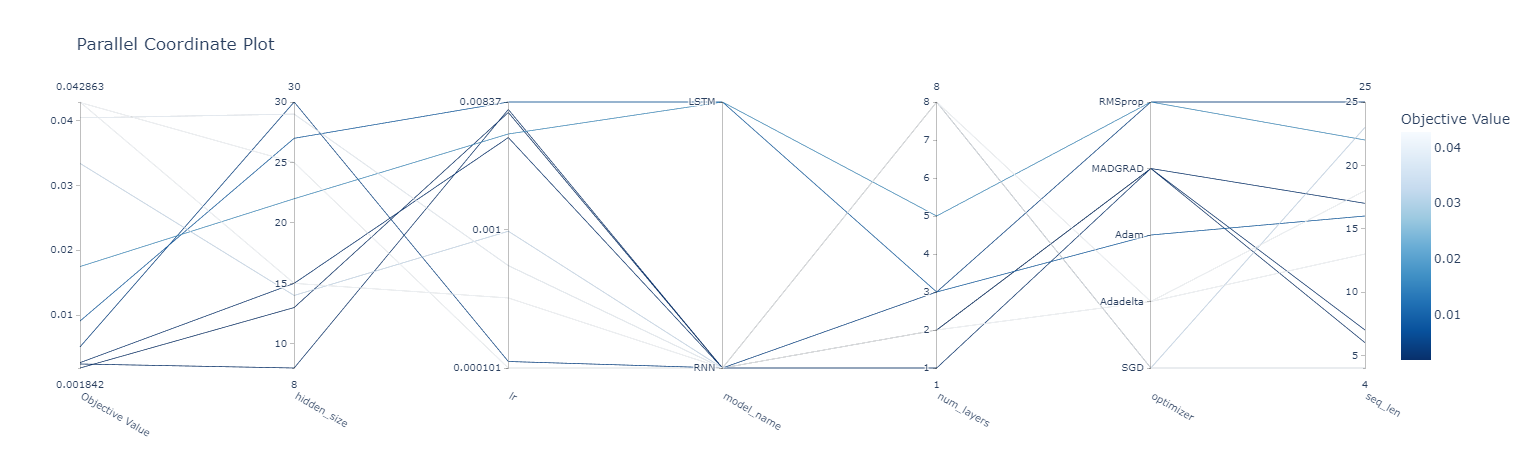 Parallel Coordinate Plot
0.042863
30
8
25
0.04
0.03
0.02
0.01
0.001842
30
25
20
15
10
8
0.00837
0.001
0.000101
LSTM
RNN
8
7
6
5
4
3
2
1
1
RMSprop
MADGRAD
Adam
Adadelta
SGD
25
20
15
10
5
4
Objective Value
hidden_size
lr
model_name
num_layers
optimizer
seq_len
Objective Value
0.04
0.03
0.02
0.01